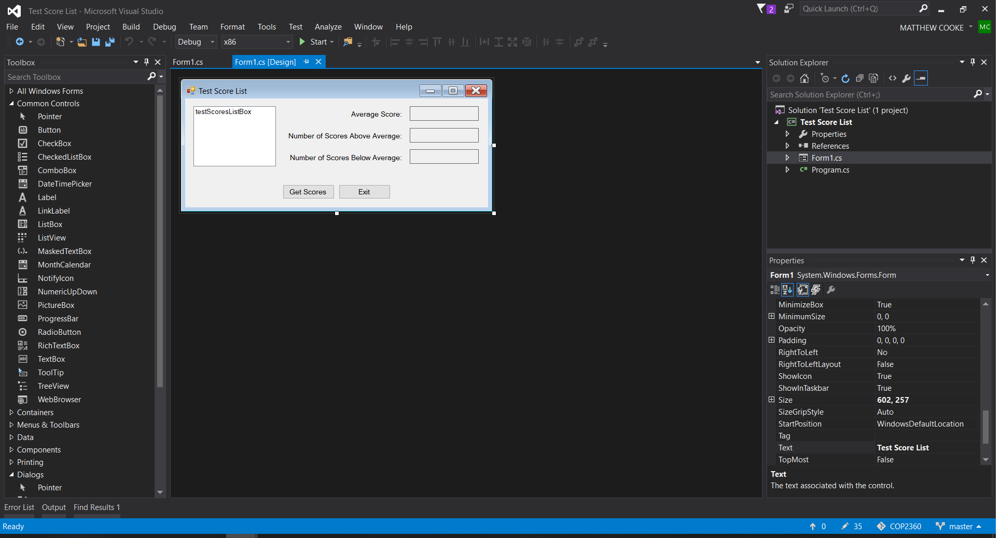 Test Score List - Microsoft Visual Studio
2
Quick Launch (Ctrl+Q)
File Edit View Project Build Debug Team Format Tools Test Analyze Window Help
MATTHEW COOKE MC
Debug x86 Start
Toolbox
Search Toolbox
All Windows Forms
Common Controls
Pointer
Button
CheckBox
CheckedListBox
ComboBox
DateTimePicker
Label
LinkLabel
ListBox
ListView
MaskedTextBox
MonthCalendar
NotifyIcon
NumericUpDown
PictureBox
ProgressBar
RadioButton
RichTextBox
TextBox
ToolTip
TreeView
WebBrowser
Containers
Menus & Toolbars
Data
Components
Printing
Dialogs
Pointer
Form1.cs Form1.cs [Design]
Test Score List
testScoresListBox
Average Score:
Number of Scores Above Average:
Number of Scores Below Average:
Get Scores Exit
Solution Explorer
Search Solution Explorer (Ctrl+;)
Solution 'Test Score List' (1 project)
Test Score List
Properties
References
Form1.cs
C# Program.cs
Properties
Form1 System.Windows.Forms.Form
MinimizeBox True
MinimumSize 0, 0
Opacity 100%
Padding 0, 0, 0, 0
RightToLeft No
RightToLeftLayout False
ShowIcon True
ShowInTaskbar True
Size 602, 257
SizeGripStyle Auto
StartPosition WindowsDefaultLocation
Tag
Text Test Score List
TopMost False
Text
The text associated with the control.
Error List Output Find Results 1
Ready 0 35 COP2360 master